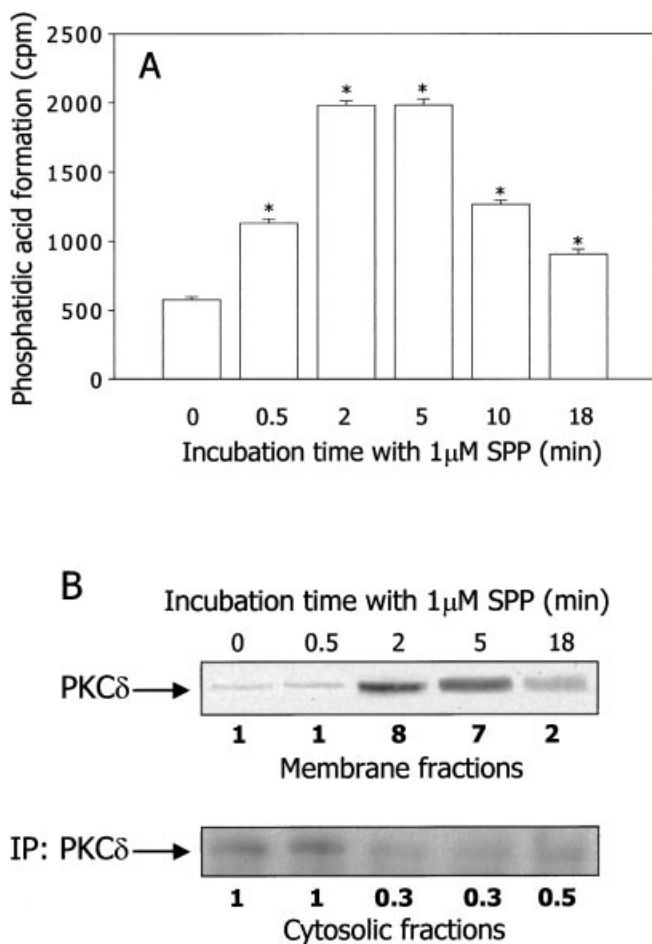 A
Phosphatidic acid formation (cpm)
2500
2000
1500
1000
500
0
* * * * *
0 0.5 2 5 10 18
Incubation time with 1µM SPP (min)
B
Incubation time with 1µM SPP (min)
0 0.5 2 5 18
PKCδ
1 1 8 7 2
Membrane fractions
IP: PKCδ
1 1 0.3 0.3 0.5
Cytosolic fractions